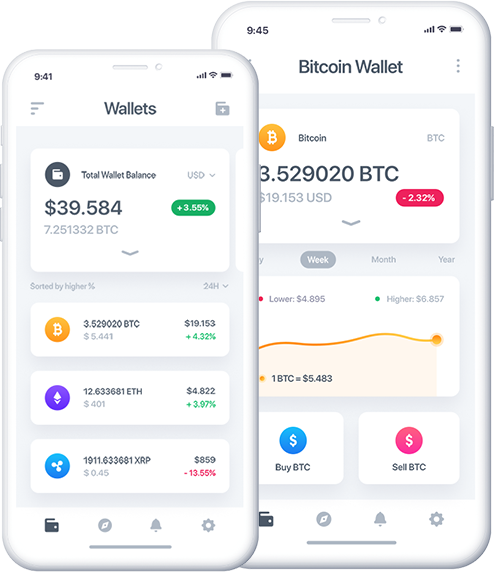 9:41
Wallets
Total Wallet Balance
USD
$39.584
+3.55%
7.251332 BTC
Sorted by higher %
24H
3.529020 BTC
$19.153
$ 5.441
+4.32%
12.633681 ETH
$4.822
$ 401
+3.97%
1911.633681 XRP
$859
$ 0.45
-13.55%
9:45
Bitcoin Wallet
Bitcoin
BTC
3.529020 BTC
$19.153 USD
- 2.32%
Week
Month
Year
Lower: $4.895
Higher: $6.857
1 BTC = $5.483
$
Buy BTC
$
Sell BTC